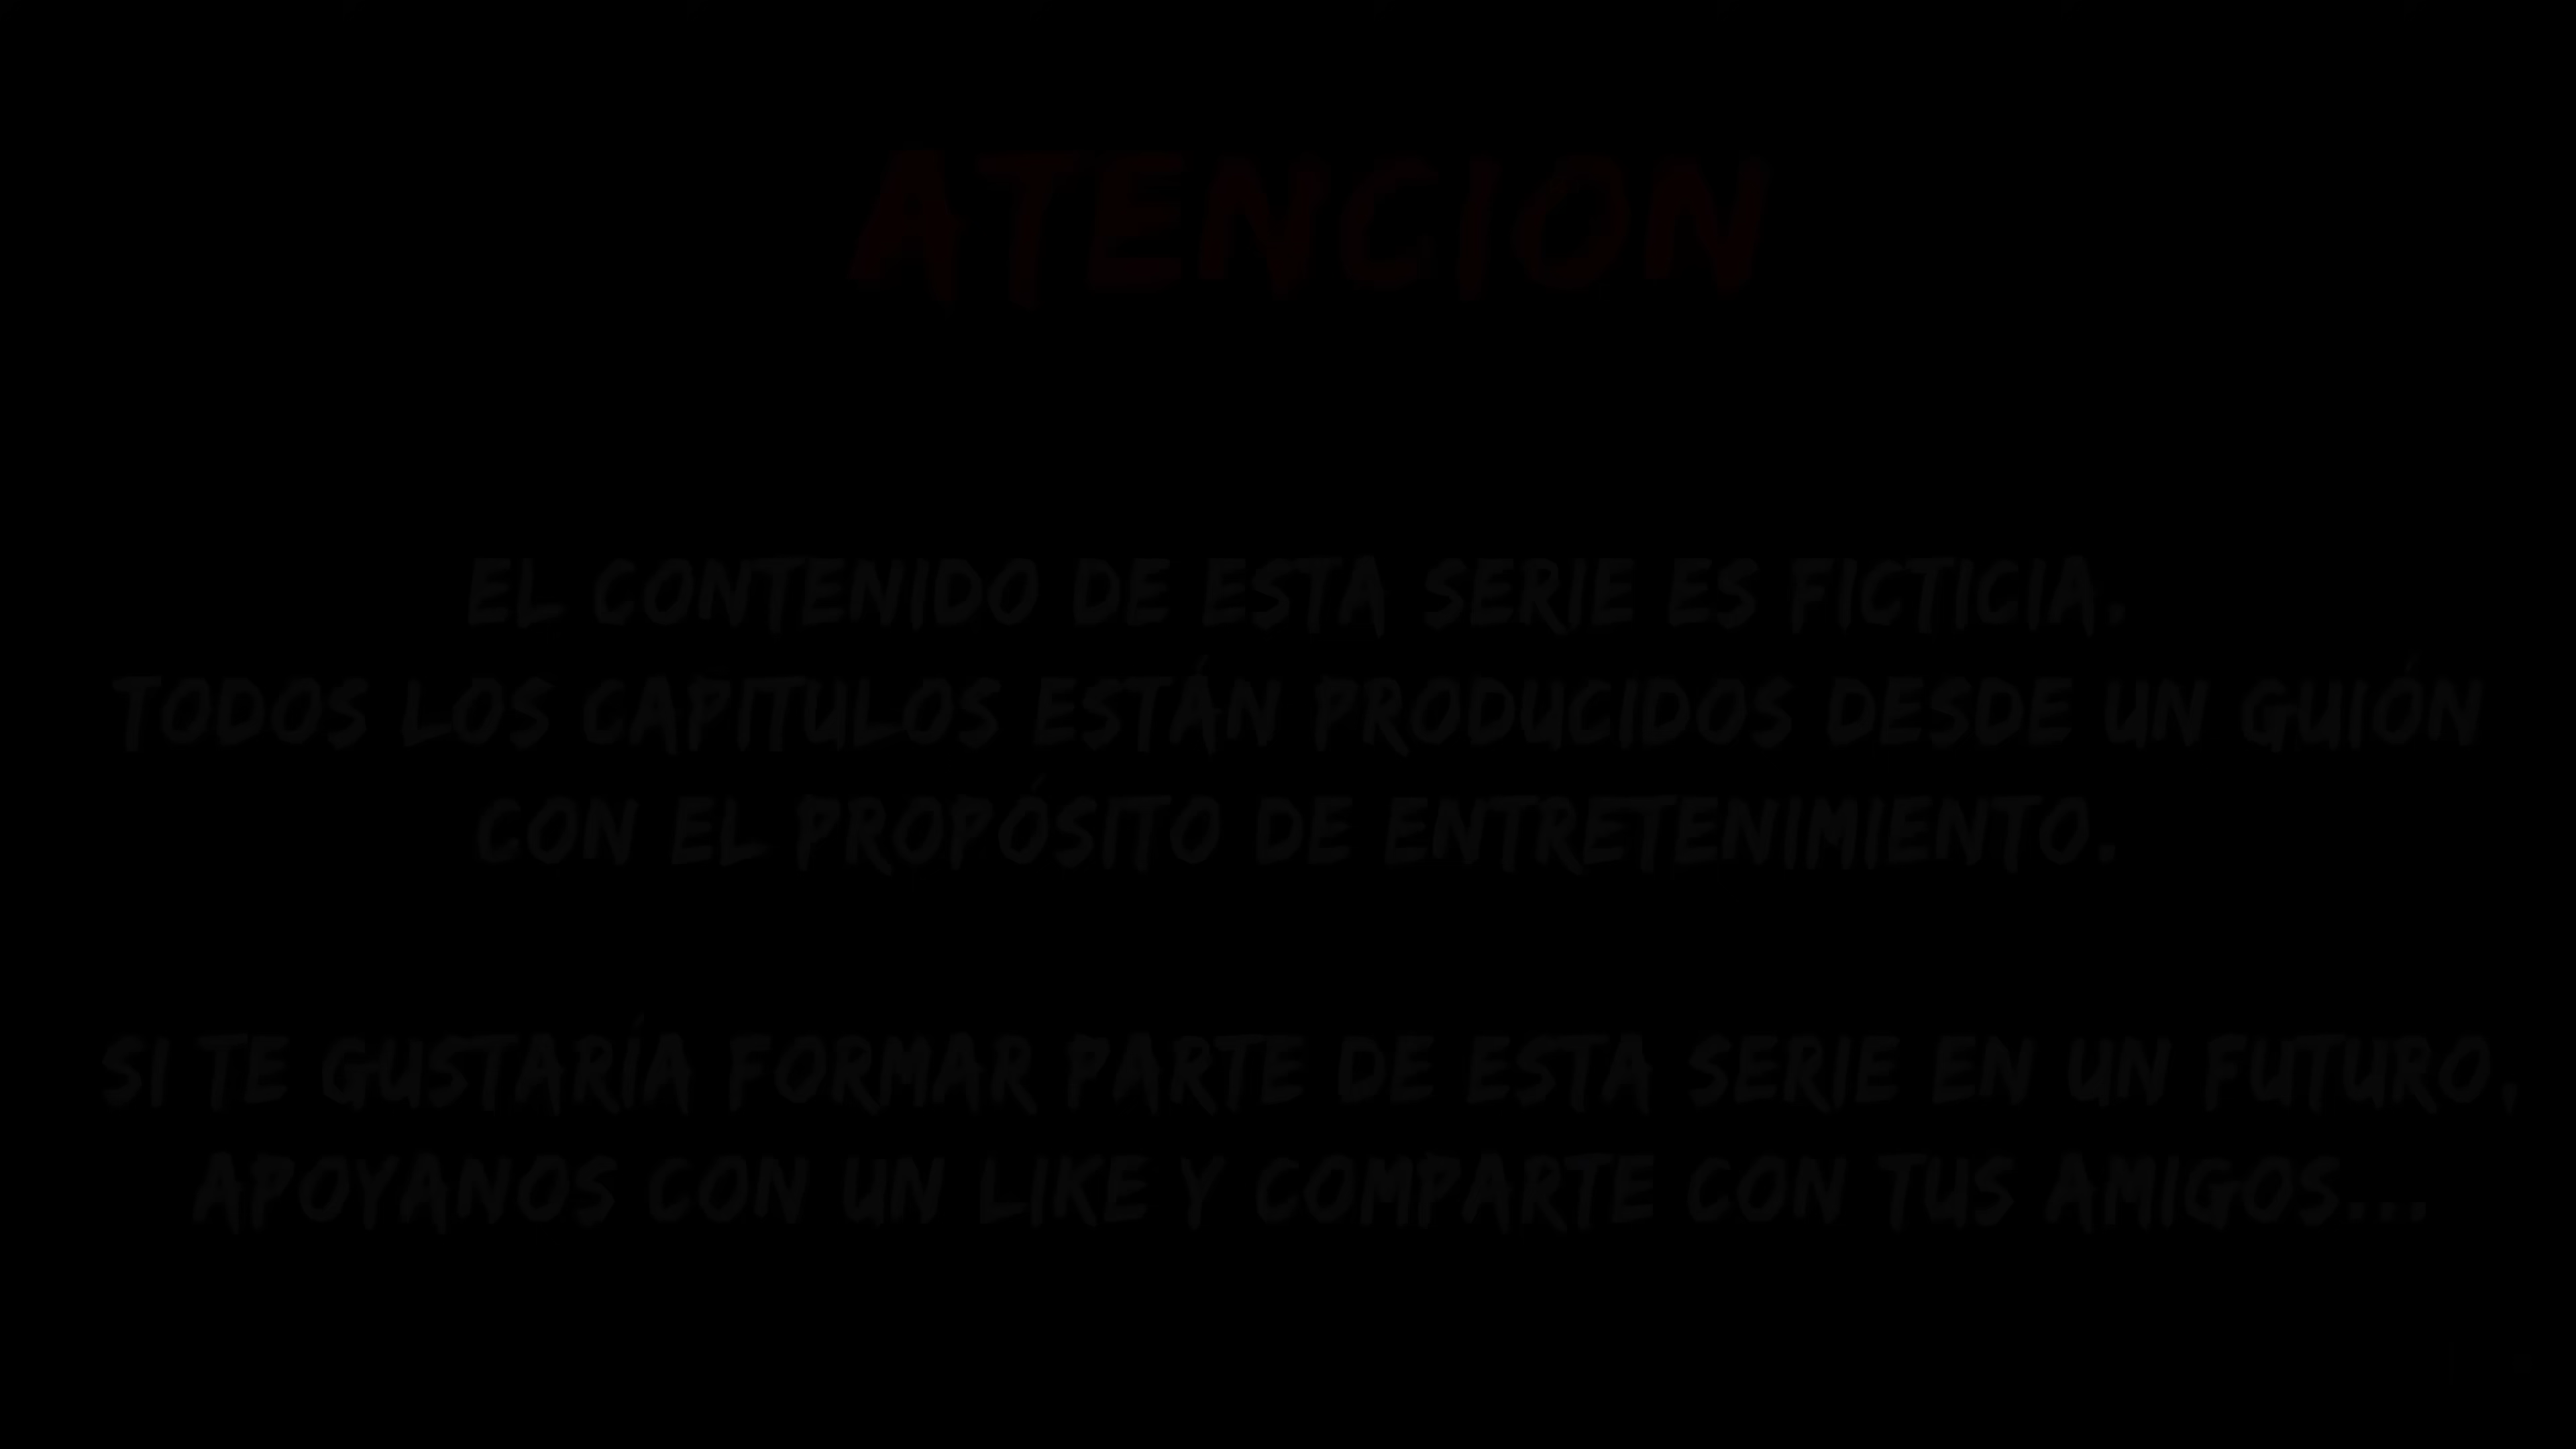 ATENCION
EL CONTENIDO DE ESTA SERIE ES FICTICIA.
TODOS LOS CAPITULOS ESTÁN PRODUCIDOS DESDE UN GUIÓN
CON EL PROPÓSITO DE ENTRETENIMIENTO.
SI TE GUSTARÍA FORMAR PARTE DE ESTA SERIE EN UN FUTURO,
APOYANOS CON UN LIKE Y COMPARTE CON TUS AMIGOS...